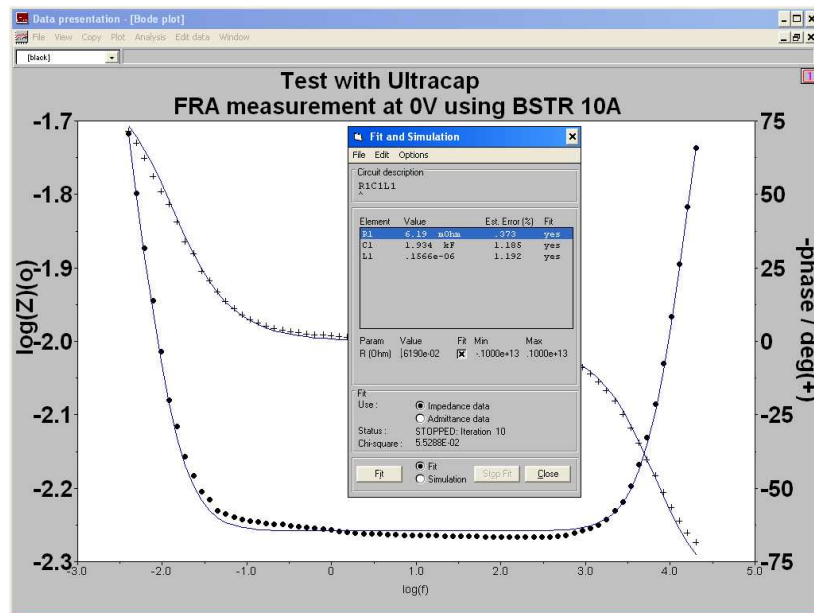 Data presentation - [Bode plot]
File View Copy Plot Analysis Edit data Window
[black]
1
Test with Ultracap
FRA measurement at 0V using BSTR 10A
-1.7
-1.8
-1.9
-2.0
-2.1
-2.2
-2.3
log(Z)(o)
75
50
25
0
-25
-50
-75
-phase / deg(+)
-3.0 -2.0 -1.0 0 1.0 2.0 3.0 4.0 5.0
log(f)
Fit and Simulation
File Edit Options
Circuit description
R1C1L1
^
Element Value Est. Error (%) Fit
R1 6.19 mOhm .373 yes
C1 1.934 kF 1.185 yes
L1 .1566e-06 1.192 yes
Param Value Fit Min Max
R (Ohm) .6190e-02 -.1000e+13 .1000e+13
Fit
Use : Impedance data
Admittance data
Status : STOPPED: Iteration 10
Chi-square : 5.5288E-02
Fit
Fit
Simulation
Stop Fit
Close